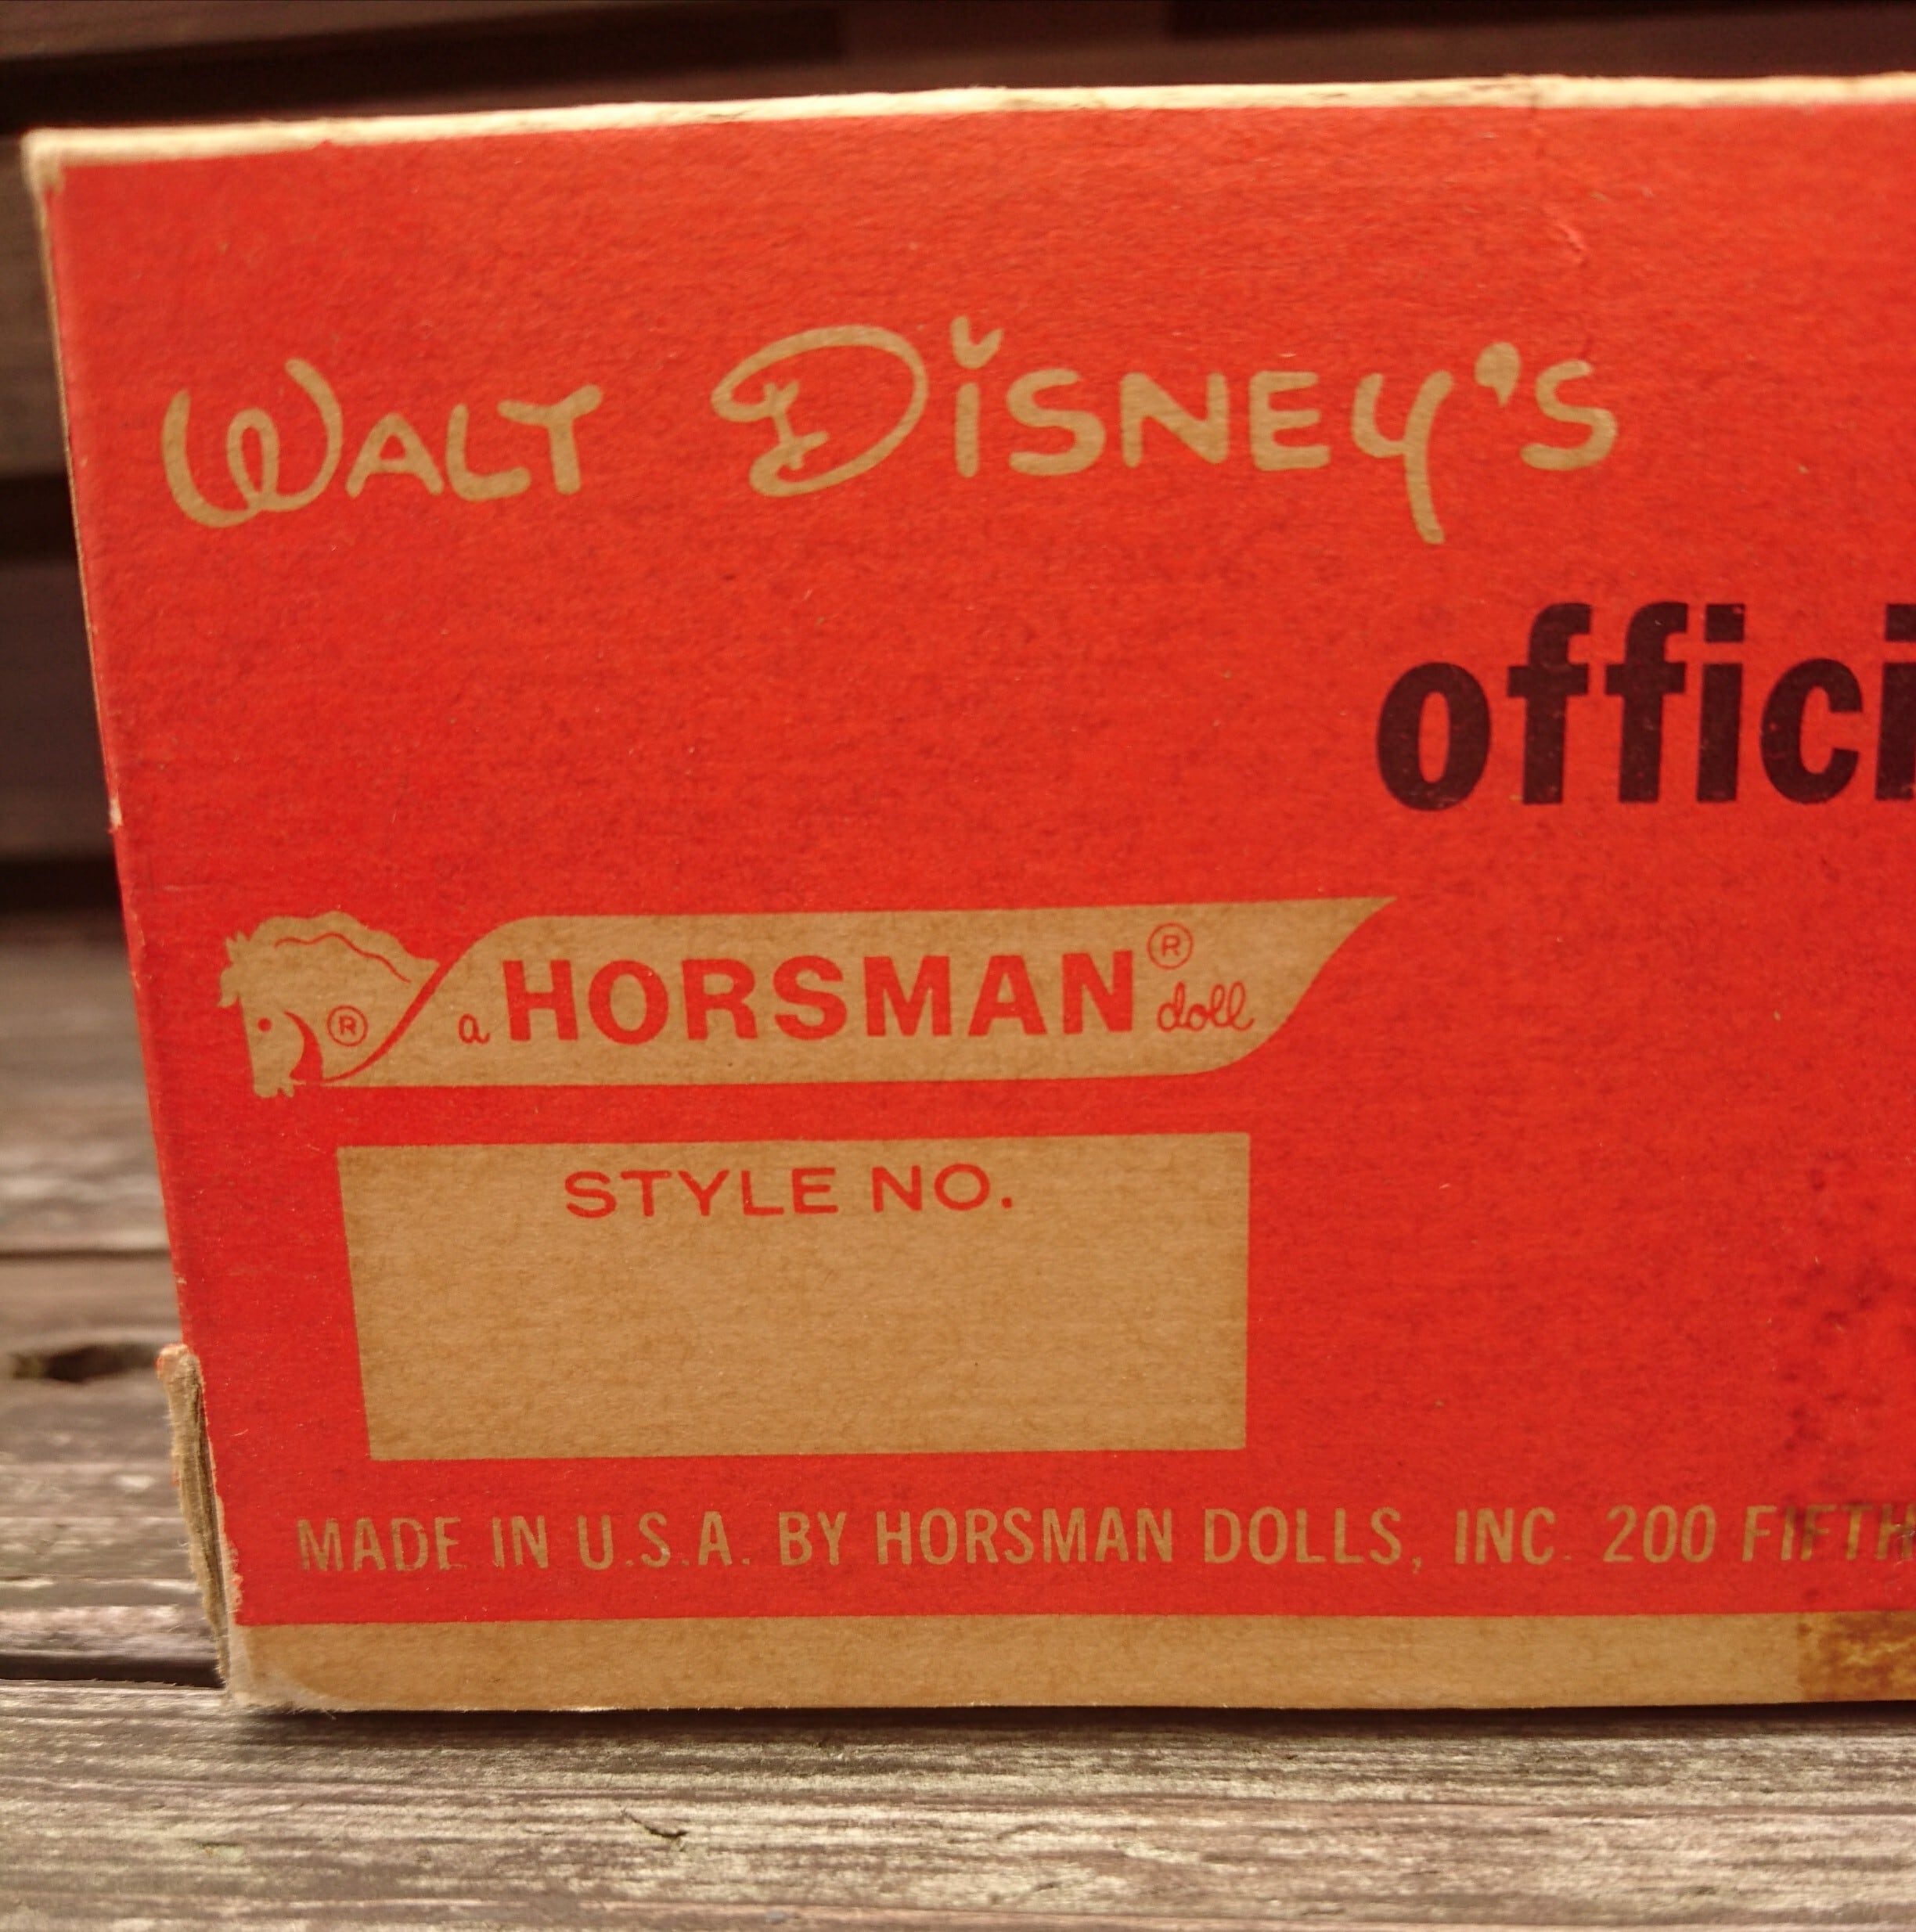 WALT DiSNEY'S
offici
® a HORSMAN® doll
STYLE NO.
MADE IN U.S.A. BY HORSMAN DOLLS, INC. 200 FIFTH